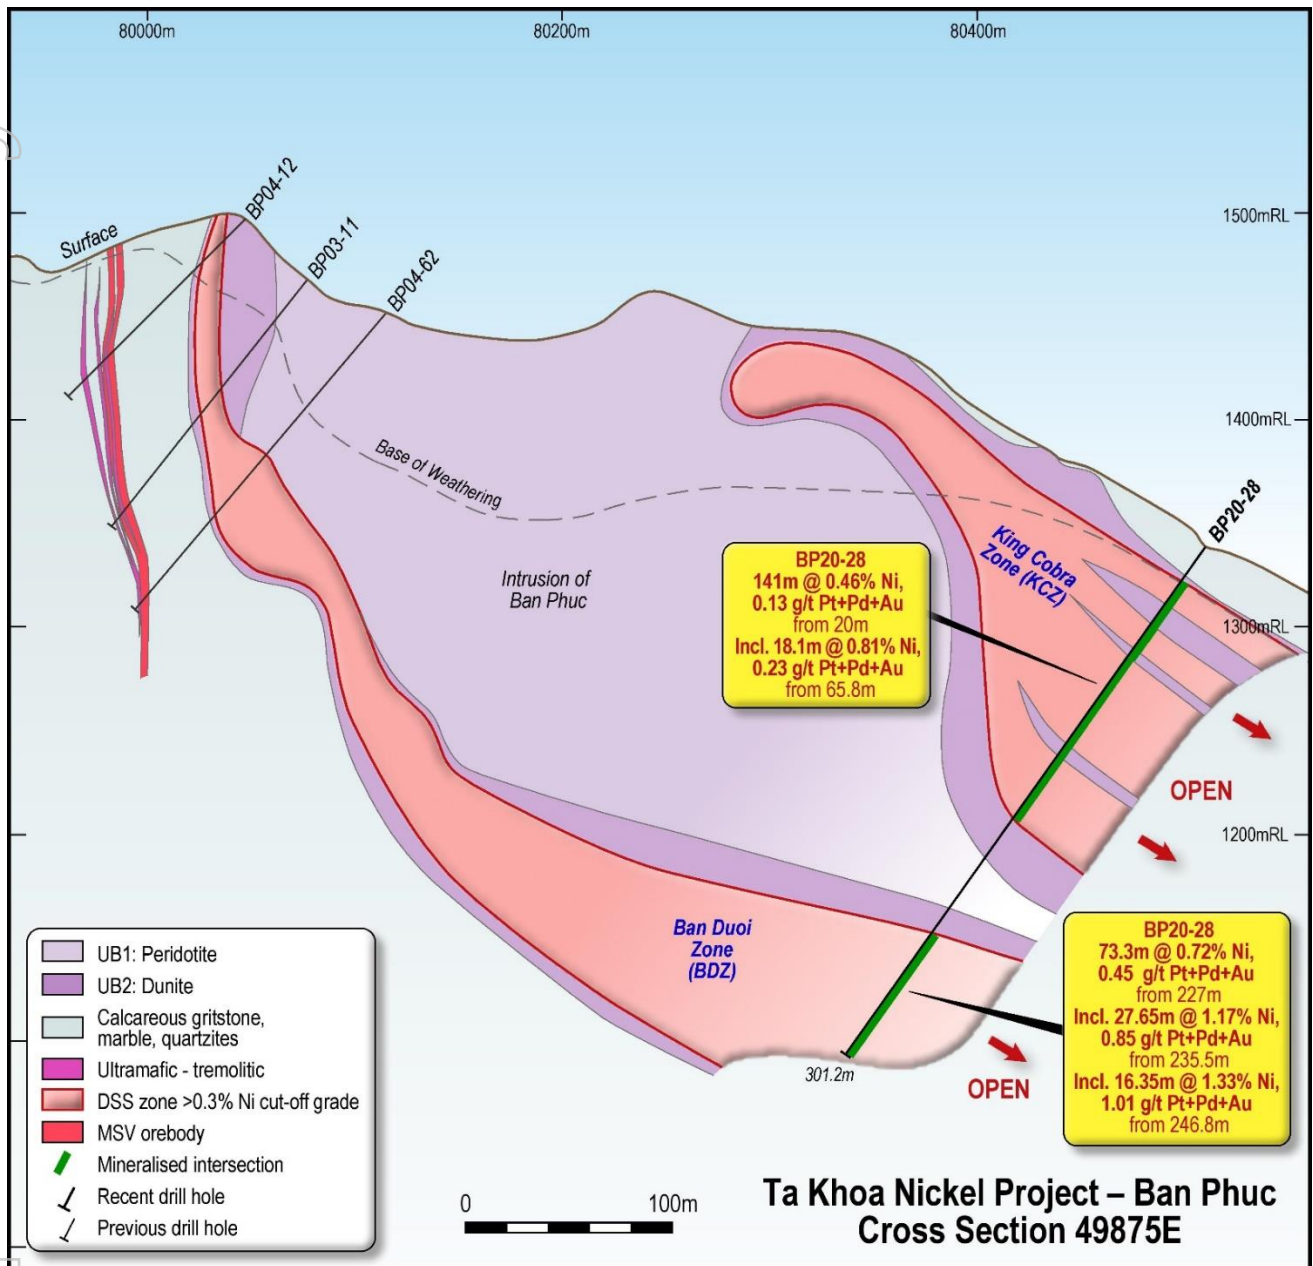 80000m
80200m
80400m
BP04-12
BP03-11
BP04-62
1500mRL
Surface
1400mRL
Base of Weathering
BP20-28
King Cobra
Zone (KCZ)
Intrusion of
Ban Phuc
BP20-28
141m @ 0.46% Ni,
0.13 g/t Pt+Pd+Au
from 20m
Incl. 18.1m @ 0.81% Ni,
0.23 g/t Pt+Pd+Au
from 65.8m
1300mRL
OPEN
1200mRL
Ban Duoi
Zone
(BDZ)
BP20-28
73.3m @ 0.72% Ni,
0.45 g/t Pt+Pd+Au
from 227m
Incl. 27.65m @ 1.17% Ni,
0.85 g/t Pt+Pd+Au
from 235.5m
Incl. 16.35m @ 1.33% Ni,
1.01 g/t Pt+Pd+Au
from 246.8m
301.2m
OPEN
UB1: Peridotite
UB2: Dunite
Calcareous gritstone,
marble, quartzites
Ultramafic - tremolitic
DSS zone >0.3% Ni cut-off grade
MSV orebody
Mineralised intersection
Recent drill hole
Previous drill hole
0 100m
Ta Khoa Nickel Project – Ban Phuc
Cross Section 49875E